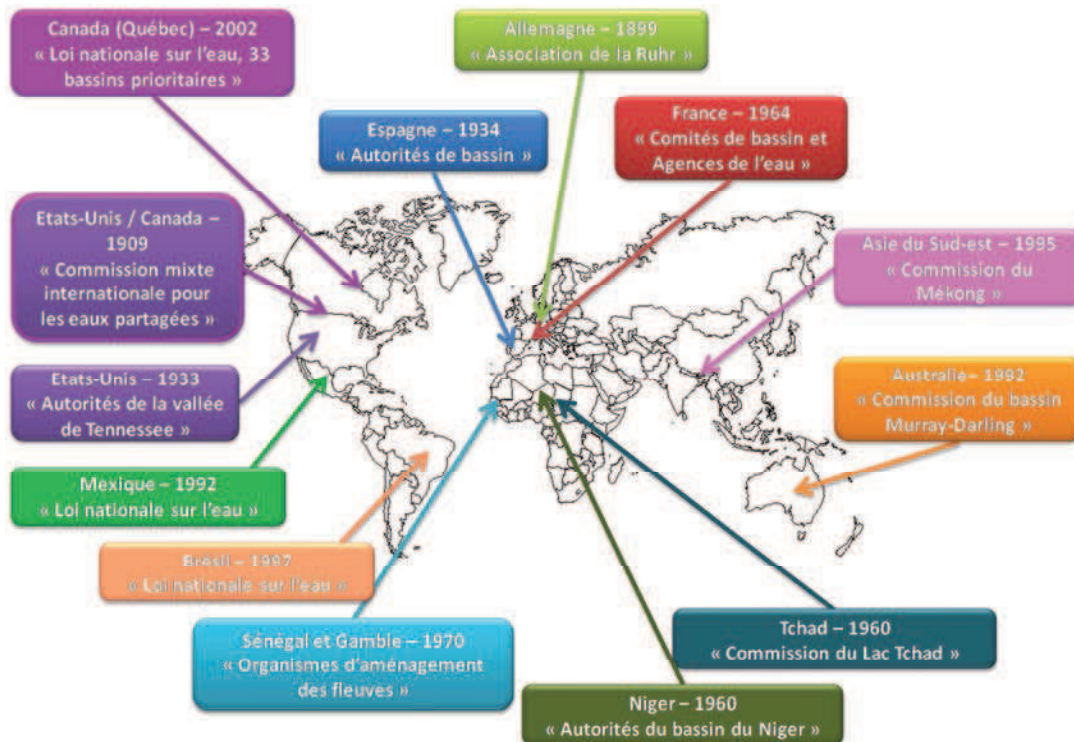 Canada (Québec) – 2002
« Loi nationale sur l'eau, 33
bassins prioritaires »
Allemagne – 1899
« Association de la Ruhr »
Espagne – 1934
« Autorités de bassin »
France – 1964
« Comités de bassin et
Agences de l'eau »
Etats-Unis / Canada –
1909
« Commission mixte
internationale pour
les eaux partagées »
Asie du Sud-est – 1995
« Commission du
Mékong »
Etats-Unis – 1933
« Autorités de la vallée
de Tennessee »
Australie– 1992
« Commission du bassin
Murray-Darling »
Mexique – 1992
« Loi nationale sur l'eau »
Brésil – 1997
« Loi nationale sur l'eau »
Sénégal et Gambie – 1970
« Organismes d'aménagement
des fleuves »
Tchad – 1960
« Commission du Lac Tchad »
Niger – 1960
« Autorités du bassin du Niger »